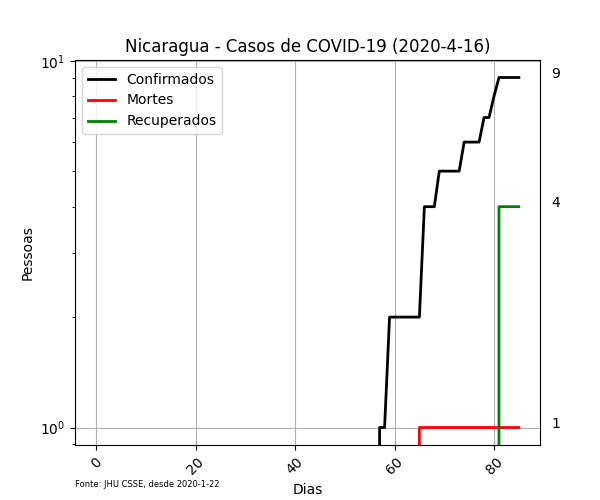 Nicaragua - Casos de COVID-19 (2020-4-16)
10¹
Confirmados
Mortes
Recuperados
9
4
1
Pessoas
10⁰
0
20
40
60
80
Dias
Fonte: JHU CSSE, desde 2020-1-22